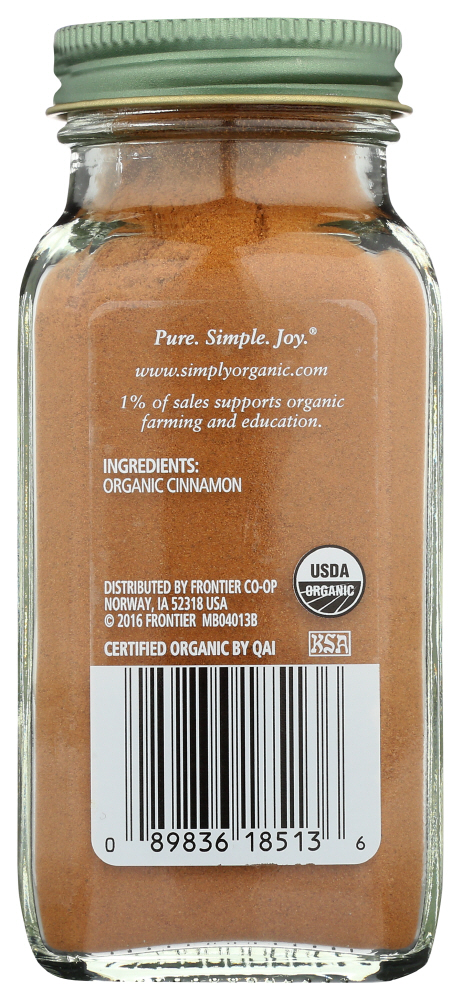 Pure. Simple. Joy.®
www.simplyorganic.com
1% of sales supports organic
farming and education.
INGREDIENTS:
ORGANIC CINNAMON
USDA
ORGANIC
DISTRIBUTED BY FRONTIER CO-OP
NORWAY, IA 52318 USA
© 2016 FRONTIER MB04013B
CERTIFIED ORGANIC BY QAI
KSA
0 89836 18513 6